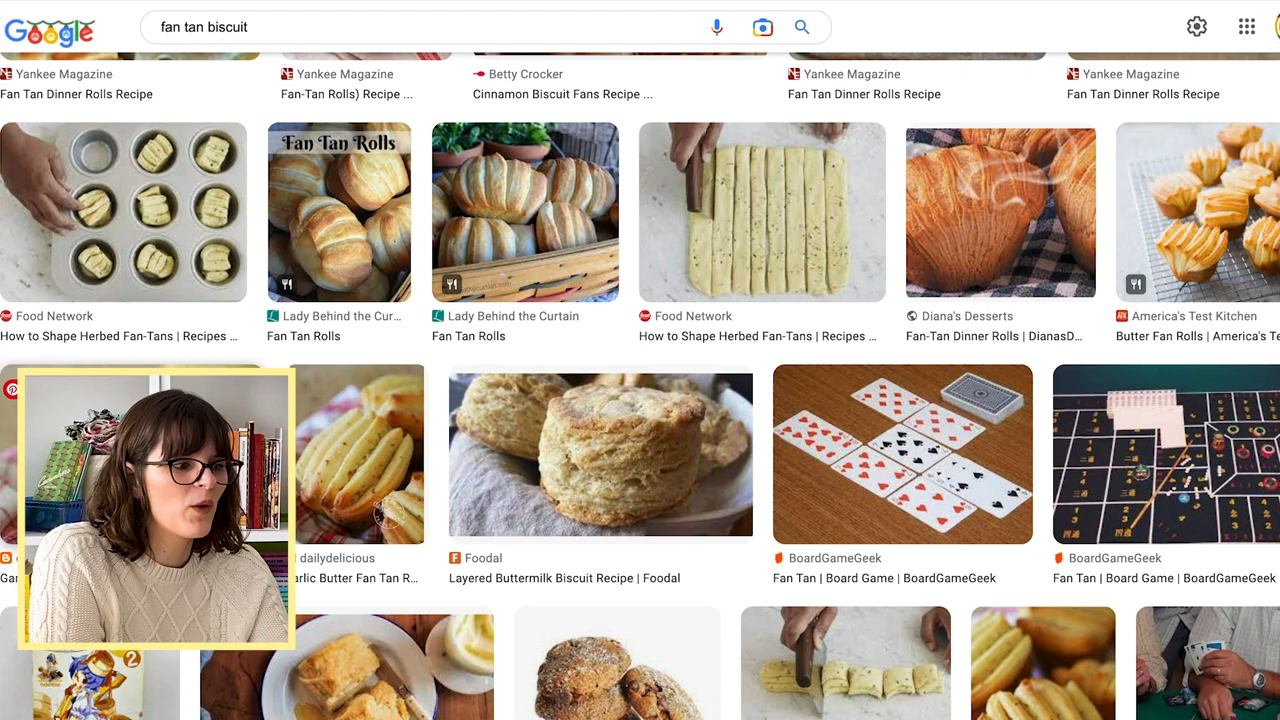 Google
fan tan biscuit
Yankee Magazine
Fan Tan Dinner Rolls Recipe
Yankee Magazine
Fan-Tan Rolls) Recipe ...
Betty Crocker
Cinnamon Biscuit Fans Recipe ...
Yankee Magazine
Fan Tan Dinner Rolls Recipe
Yankee Magazine
Fan Tan Dinner Rolls Recipe
Fan Tan Rolls
Food Network
How to Shape Herbed Fan-Tans | Recipes ...
Lady Behind the Cur...
Fan Tan Rolls
Lady Behind the Curtain
Fan Tan Rolls
Food Network
How to Shape Herbed Fan-Tans | Recipes ...
Diana's Desserts
Fan-Tan Dinner Rolls | DianasD...
ATK
America's Test Kitchen
Butter Fan Rolls | America's Te
Gar
dailydelicious
arlic Butter Fan Tan R...
Foodal
Layered Buttermilk Biscuit Recipe | Foodal
BoardGameGeek
Fan Tan | Board Game | BoardGameGeek
BoardGameGeek
Fan Tan | Board Game | BoardGameGeek
2